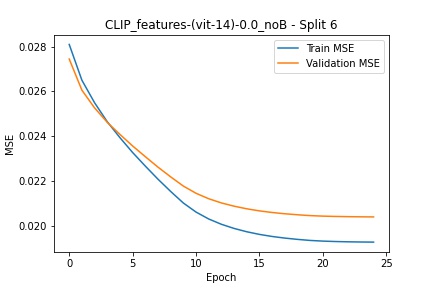 CLIP_features-(vit-14)-0.0_noB - Split 6
Train MSE
Validation MSE
0.028
0.026
0.024
0.022
0.020
MSE
0 5 10 15 20 25
Epoch